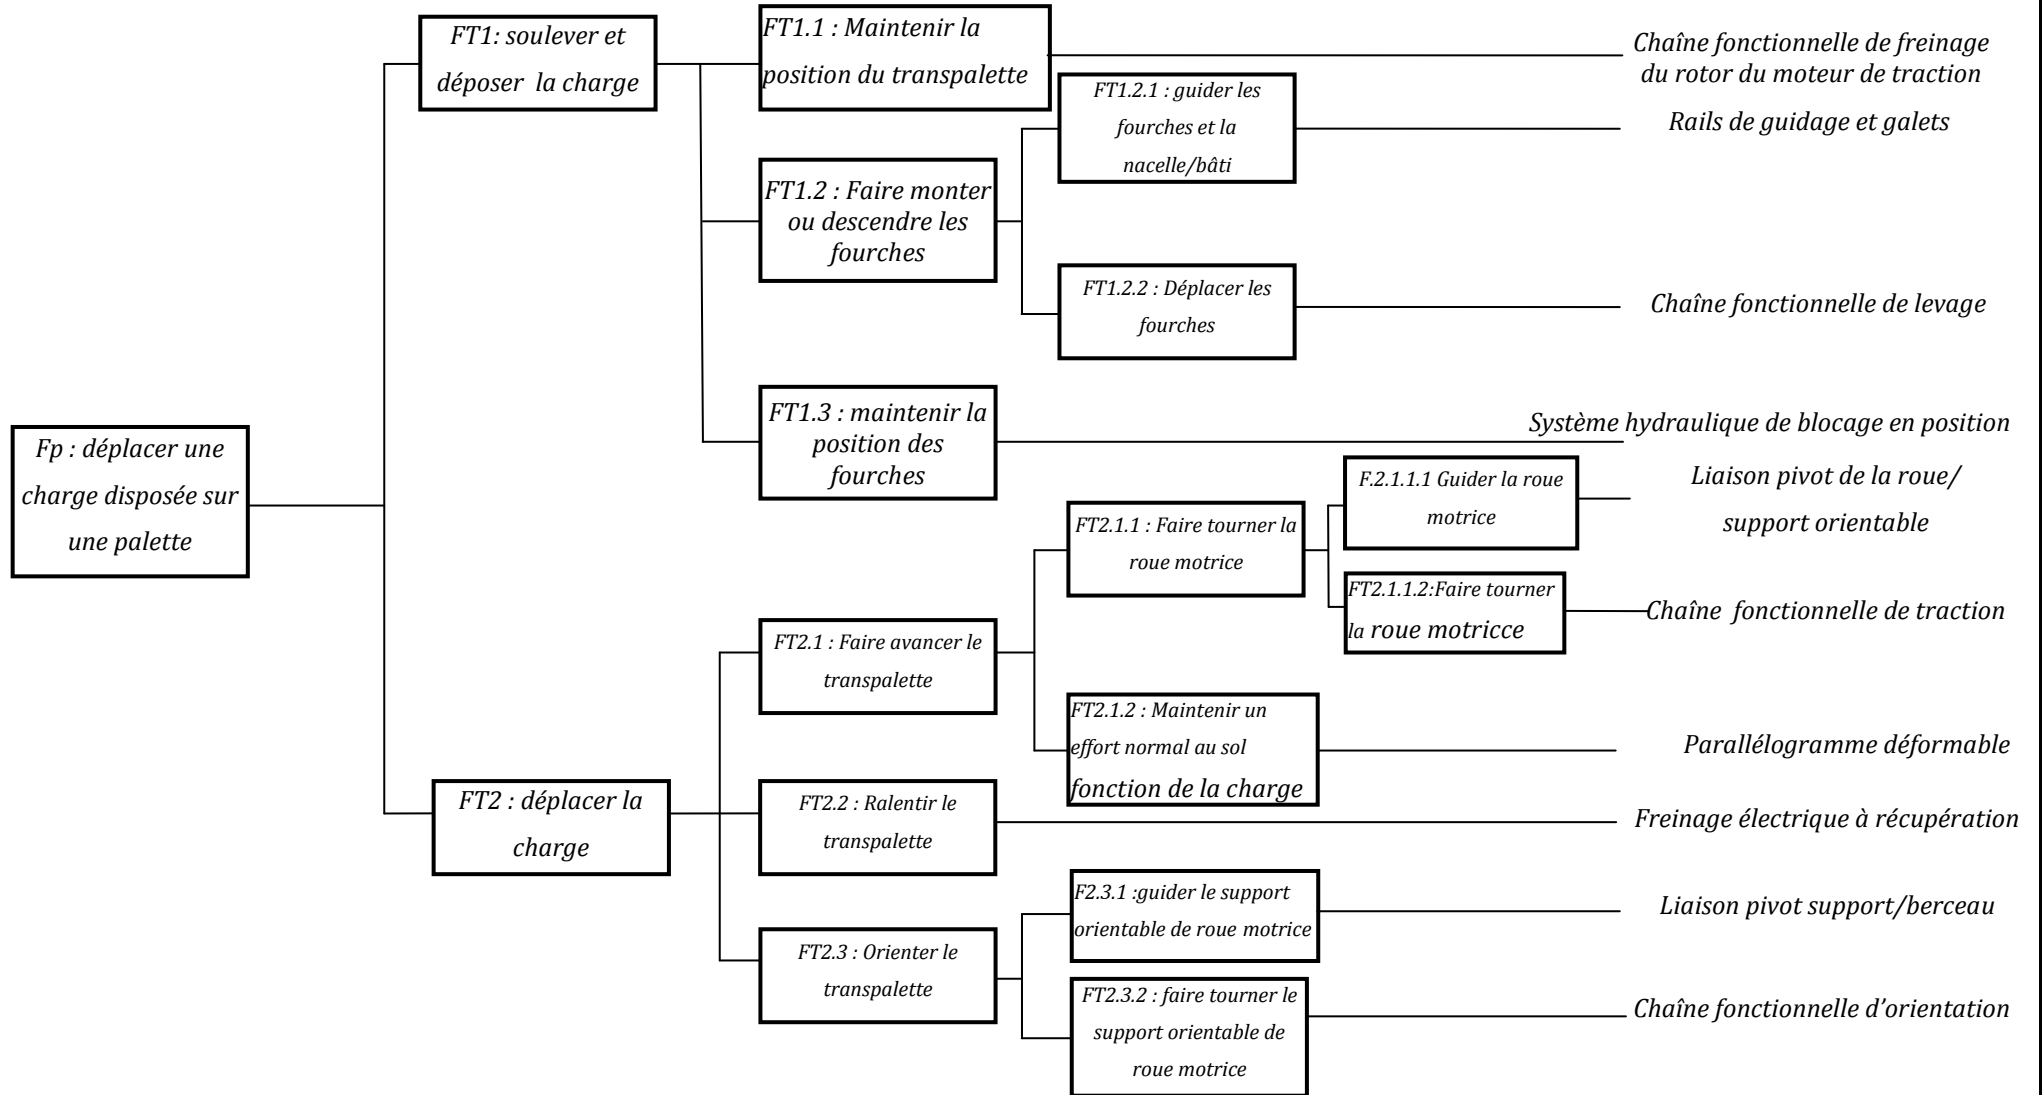 FT1: soulever et
déposer la charge
FT1.1 : Maintenir la
position du transpalette
Chaîne fonctionnelle de freinage
du rotor du moteur de traction
FT1.2.1 : guider les
fourches et la
nacelle/bâti
Rails de guidage et galets
FT1.2 : Faire monter
ou descendre les
fourches
FT1.2.2 : Déplacer les
fourches
Chaîne fonctionnelle de levage
FT1.3 : maintenir la
position des
fourches
Système hydraulique de blocage en position
Fp : déplacer une
charge disposée sur
une palette
F.2.1.1.1 Guider la roue
motrice
Liaison pivot de la roue/
support orientable
FT2.1.1 : Faire tourner la
roue motrice
FT2.1.1.2:Faire tourner
la roue motricce
Chaîne fonctionnelle de traction
FT2.1 : Faire avancer le
transpalette
FT2.1.2 : Maintenir un
effort normal au sol
fonction de la charge
Parallélogramme déformable
FT2 : déplacer la
charge
FT2.2 : Ralentir le
transpalette
Freinage électrique à récupération
F2.3.1 :guider le support
orientable de roue motrice
Liaison pivot support/berceau
FT2.3 : Orienter le
transpalette
FT2.3.2 : faire tourner le
support orientable de
roue motrice
Chaîne fonctionnelle d'orientation